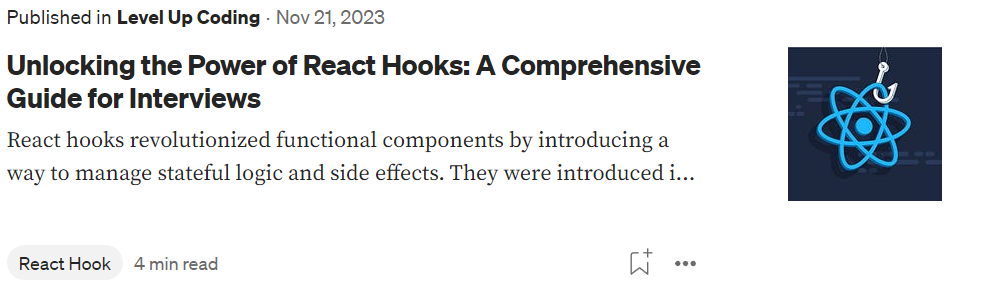 Published in Level Up Coding · Nov 21, 2023
Unlocking the Power of React Hooks: A Comprehensive
Guide for Interviews
React hooks revolutionized functional components by introducing a
way to manage stateful logic and side effects. They were introduced i...
React Hook 4 min read